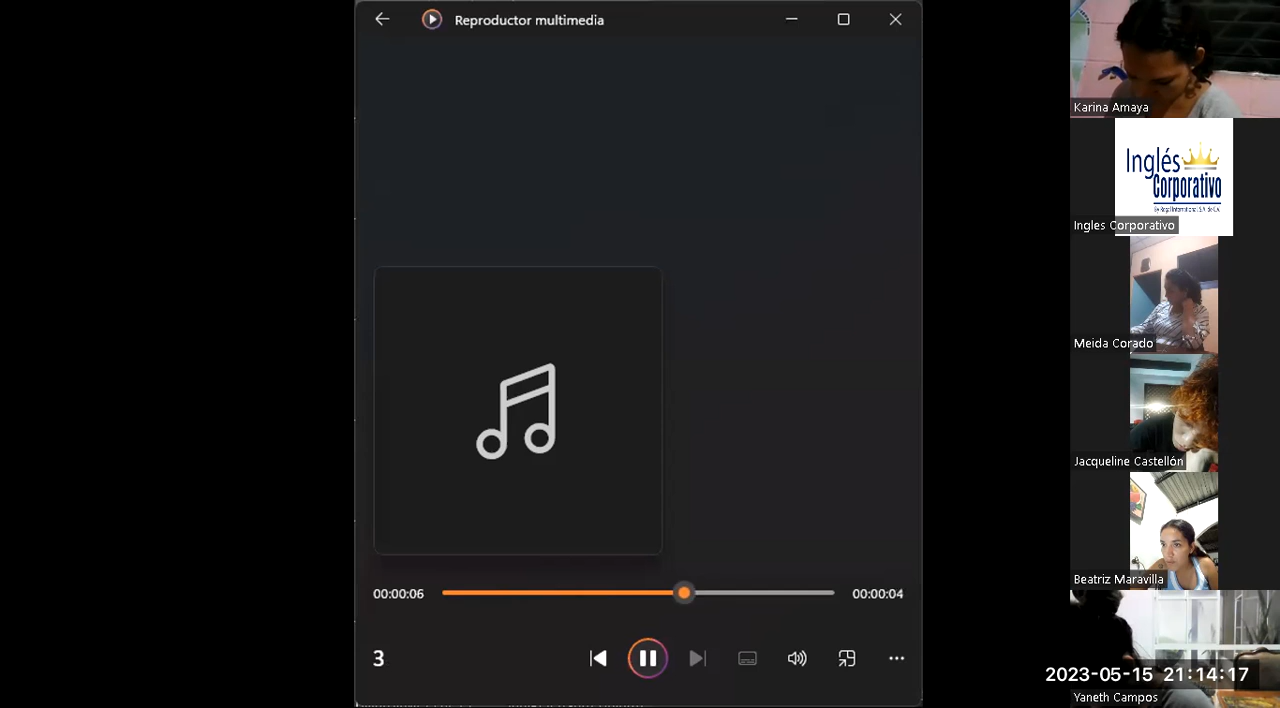 Reproductor multimedia
00:00:06
00:00:04
3
Karina Amaya
Inglés
Corporativo
Ingles Corporativo
Meida Corado
Jacqueline Castellón
Beatriz Maravilla
2023-05-15 21:14:17
Yaneth Campos